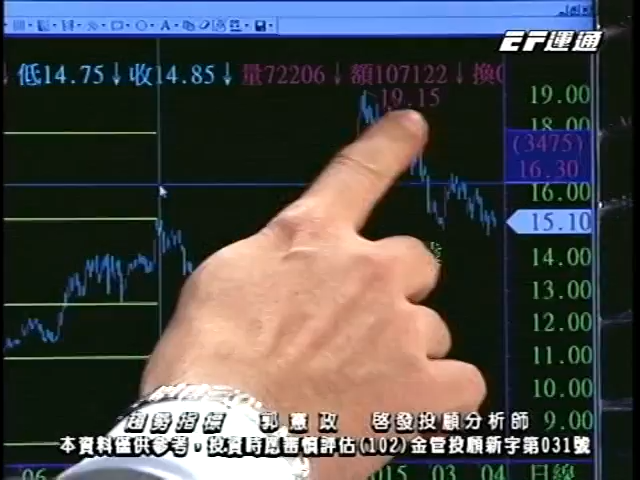 EF運通
低14.75↓收14.85↓量72206↓額107122↓換
19.15
19.00
18.00
(3475)
16.30
16.00
15.10
14.00
13.00
12.00
11.00
10.00
9.00
趨勢指標 郭憲政 啓發投顧分析師
本資料僅供參考，投資時應審慎評估(102)金管投顧新字第031號
06
015 03 04 日線